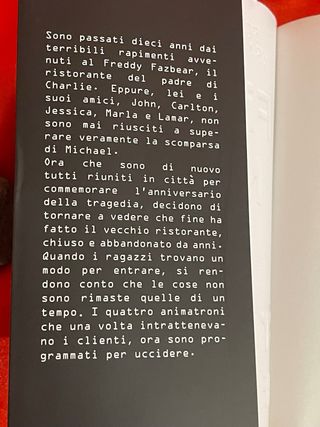 Sono passati dieci anni dai
terribili rapimenti avve-
nuti al Freddy Fazbear, il
ristorante del padre di
Charlie. Eppure, lei e i
suoi amici, John, Carlton,
Jessica, Marla e Lamar, non
sono mai riusciti a supe-
rare veramente la scomparsa
di Michael.
Ora che sono di nuovo
tutti riuniti in città per
commemorare l'anniversario
della tragedia, decidono di
tornare a vedere che fine ha
fatto il vecchio ristorante,
chiuso e abbandonato da anni.
Quando i ragazzi trovano un
modo per entrare, si ren-
dono conto che le cose non
sono rimaste quelle di un
tempo. I quattro animatroni
che una volta intratteneva-
no i clienti, ora sono pro-
grammati per uccidere.